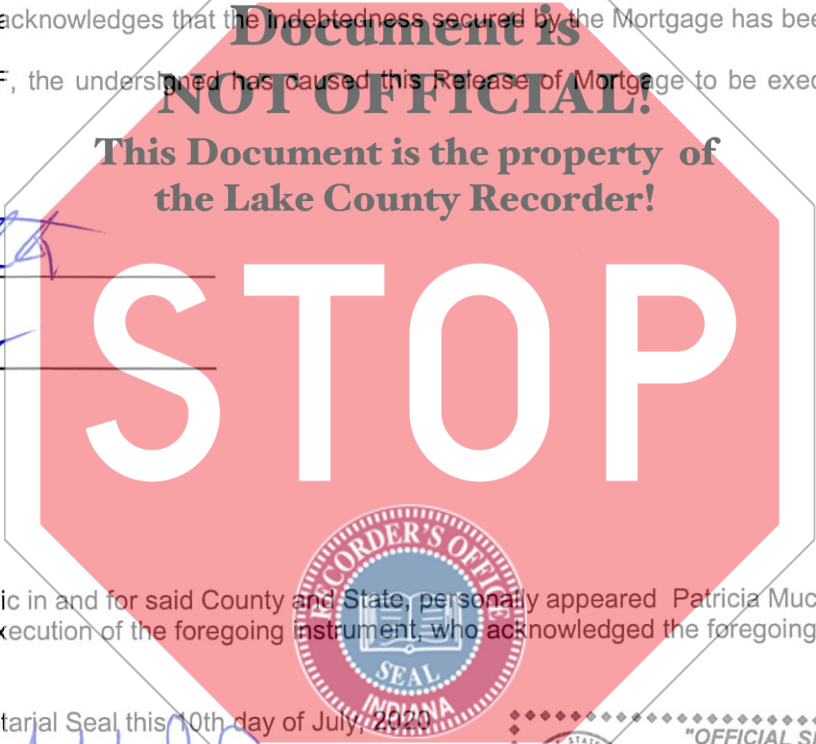 acknowledges that the indebtedness secured by the Mortgage has bee
Document is
F, the undersigned has caused this Release of Mortgage to be exec
NOT OFFICIAL!
This Document is the property of
the Lake County Recorder!
STOP
RECORDER'S OFFICE
ic in and for said County and State, personally appeared Patricia Muc
xecution of the foregoing instrument, who acknowledged the foregoing
SEAL
INDIANA
tarial Seal this 10th day of July, 2020
"OFFICIAL S
STATE